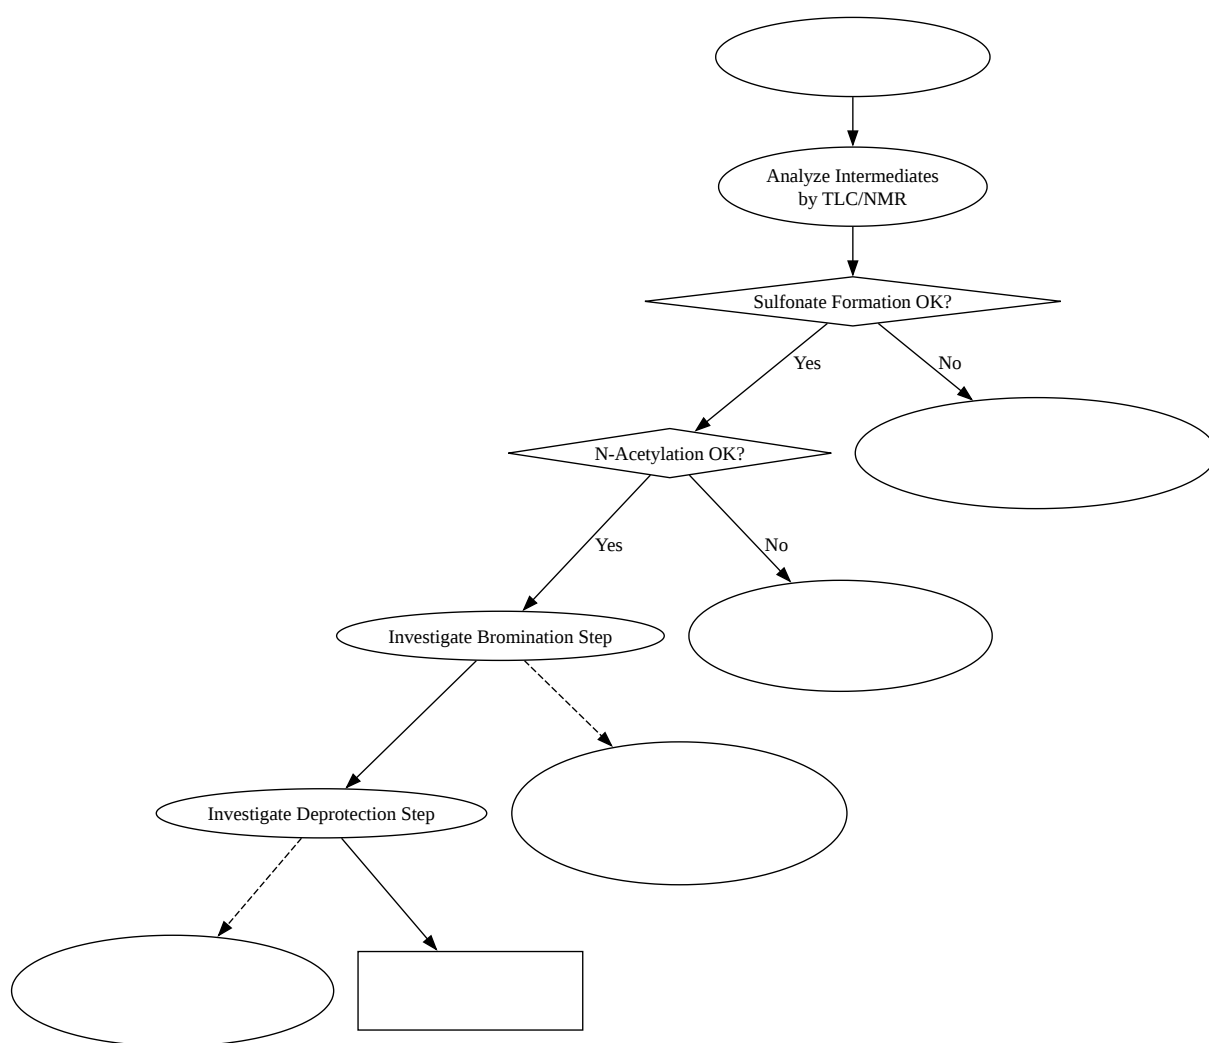 Analyze Intermediates
by TLC/NMR
Sulfonate Formation OK?
Yes
No
N-Acetylation OK?
Yes
No
Investigate Bromination Step
Investigate Deprotection Step